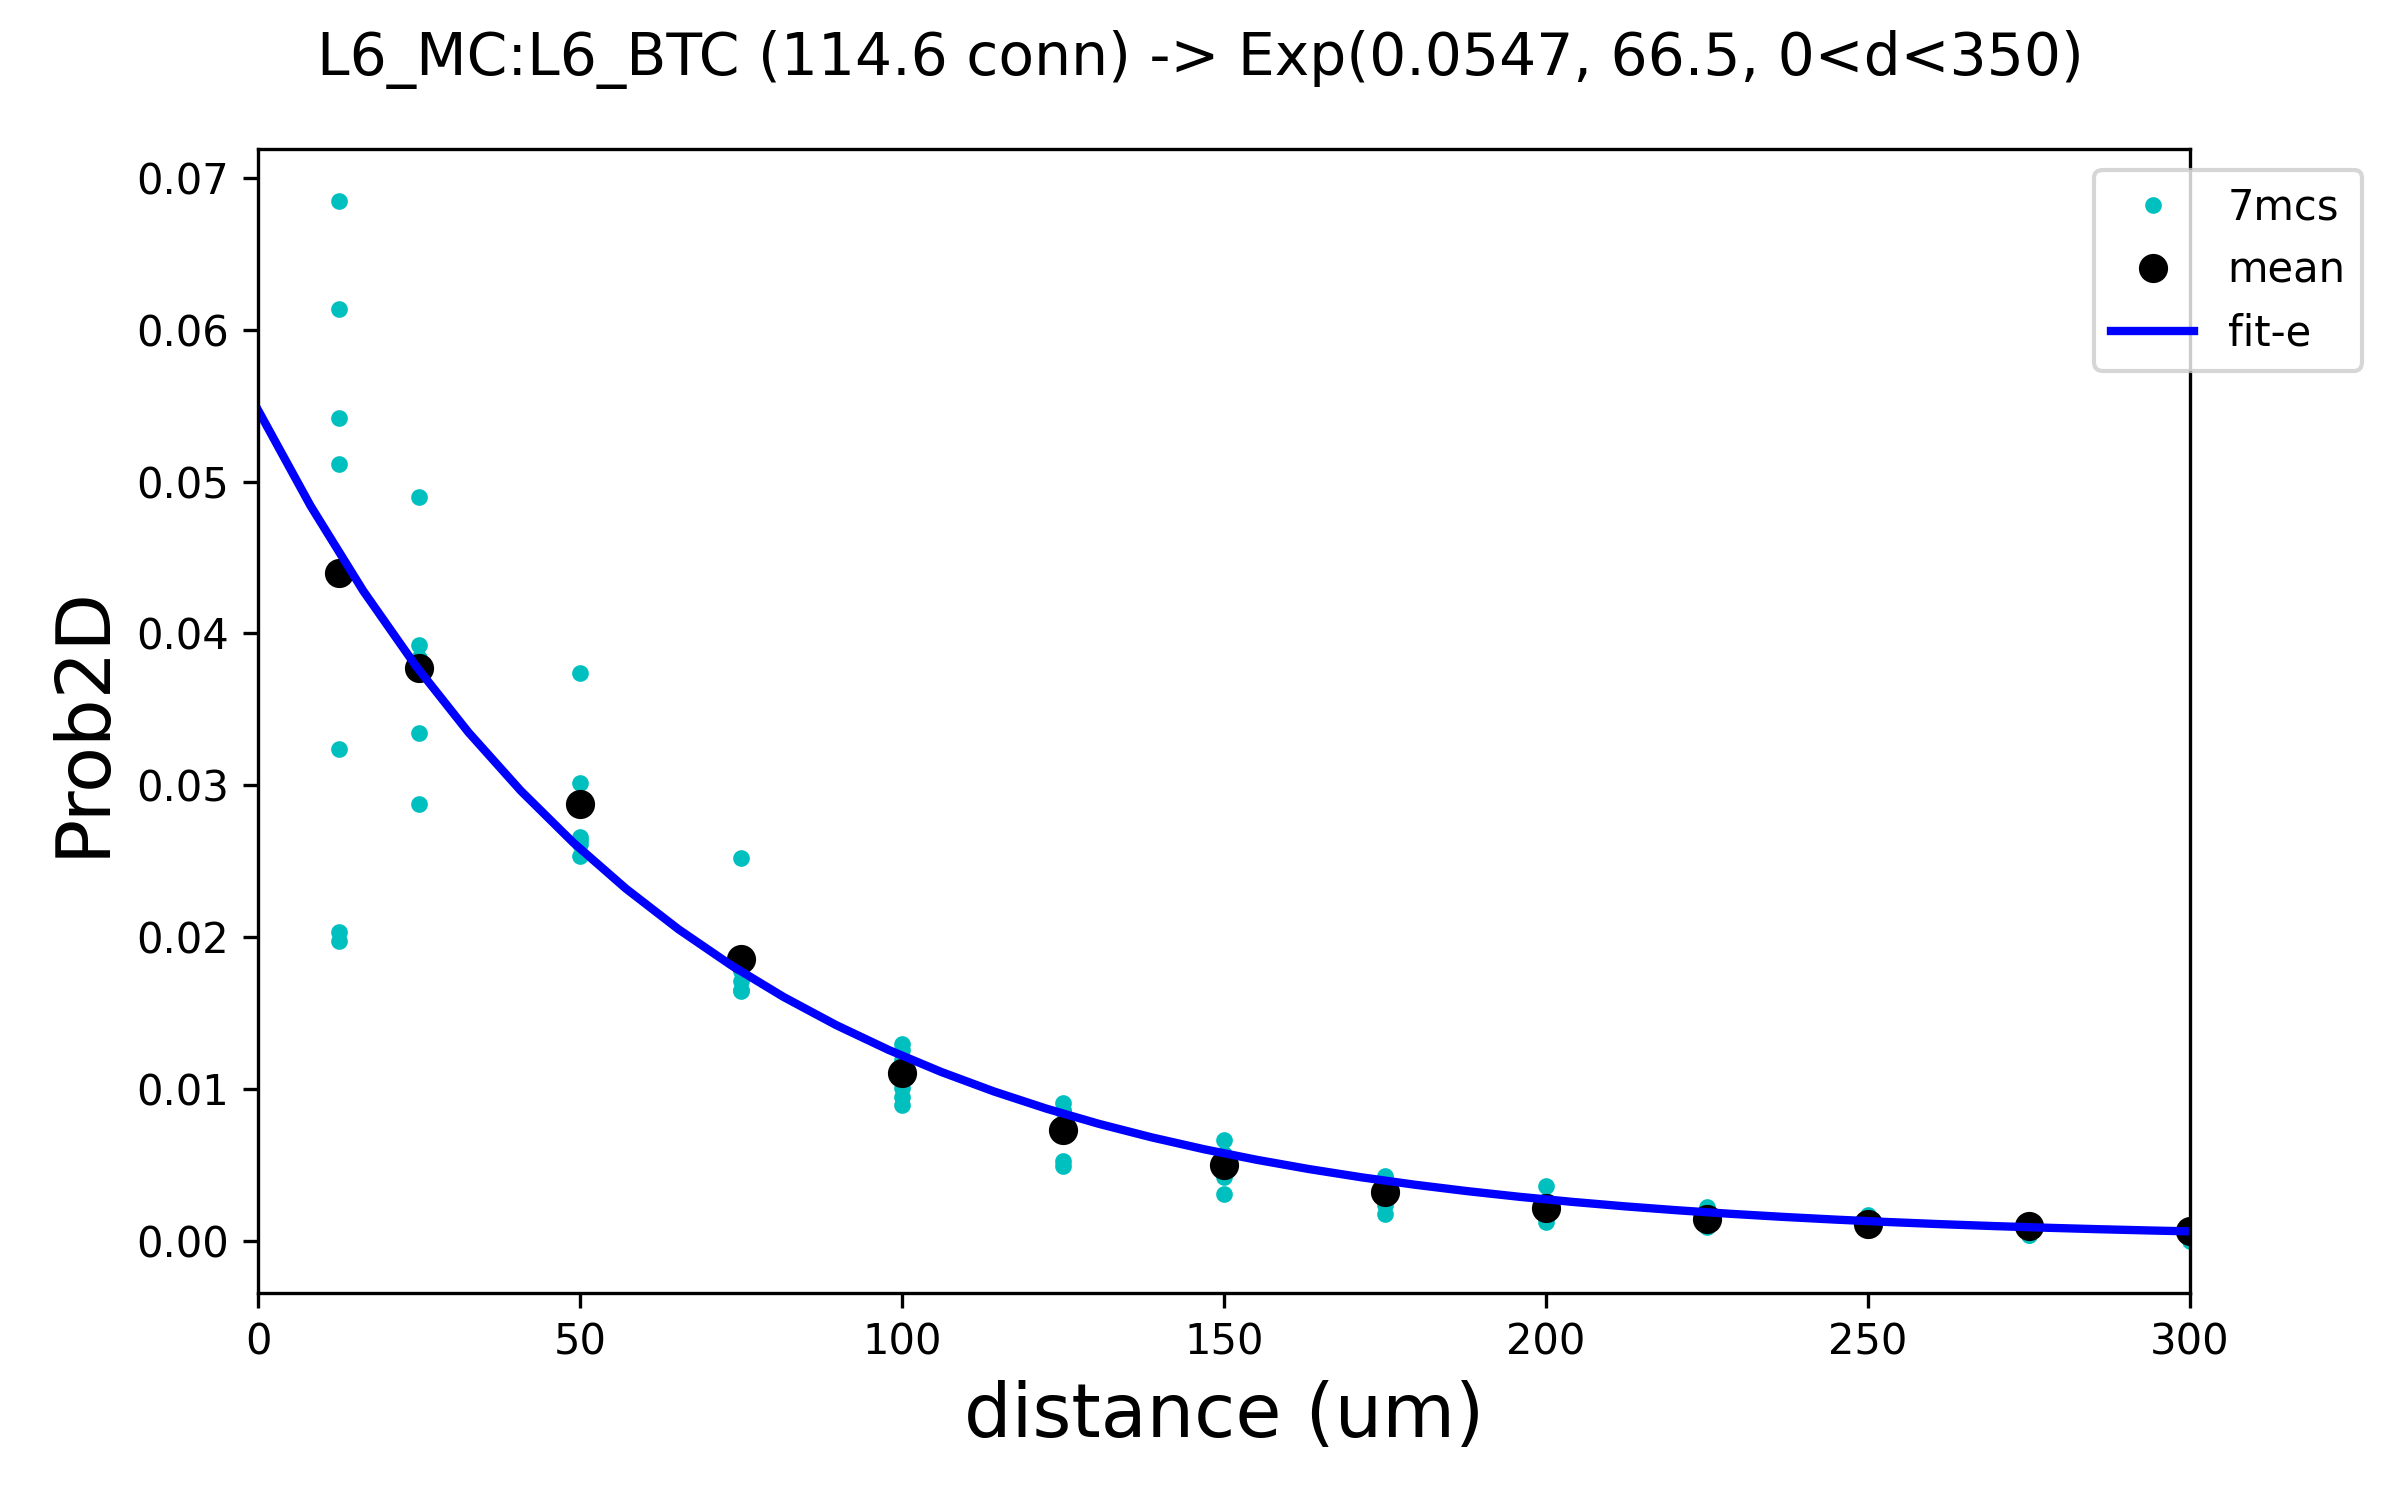 L6_MC:L6_BTC (114.6 conn) -> Exp(0.0547, 66.5, 0<d<350)
7mcs
mean
fit-e
Prob2D
0.07
0.06
0.05
0.04
0.03
0.02
0.01
0.00
0 50 100 150 200 250 300
distance (um)